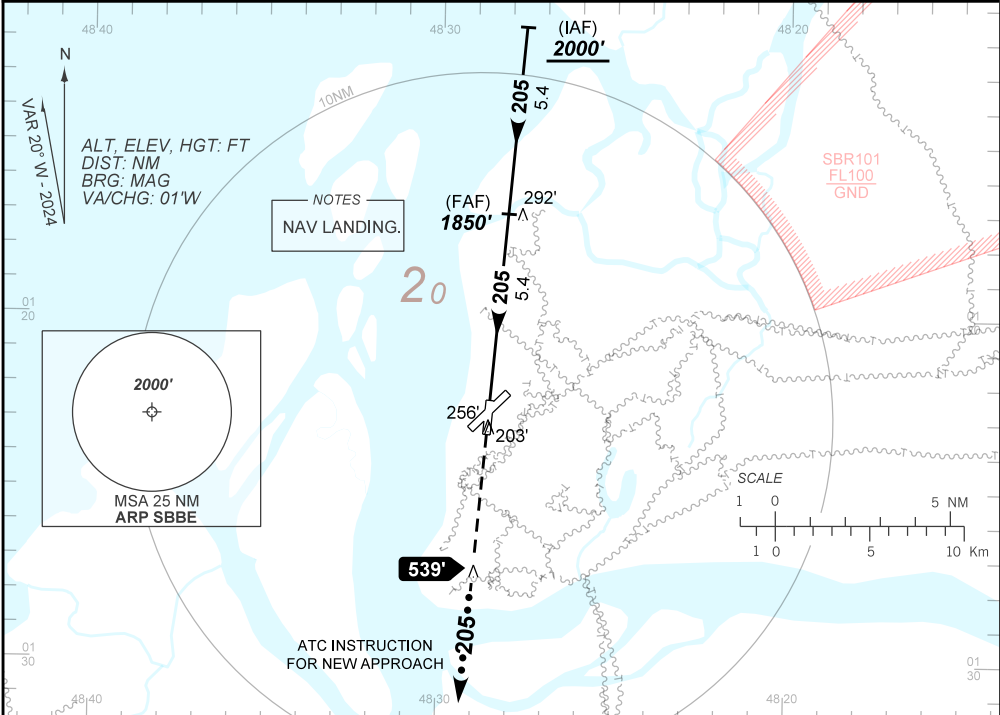 48'40
48'30
48'20
(IAF)
2000'
N
VAR 20° W - 2024
ALT, ELEV, HGT: FT
DIST: NM
BRG: MAG
VA/CHG: 01'W
10NM
205
5.4
SBR101
FL100
GND
NOTES
NAV LANDING.
(FAF)
1850'
292'
20
205
5.4
01
20
01
2000'
MSA 25 NM
ARP SBBE
256'
203'
SCALE
1 0 5 NM
1 0 5 10 Km
539'
205
ATC INSTRUCTION
FOR NEW APPROACH
01
30
01
30
48'40
48'30
48'20